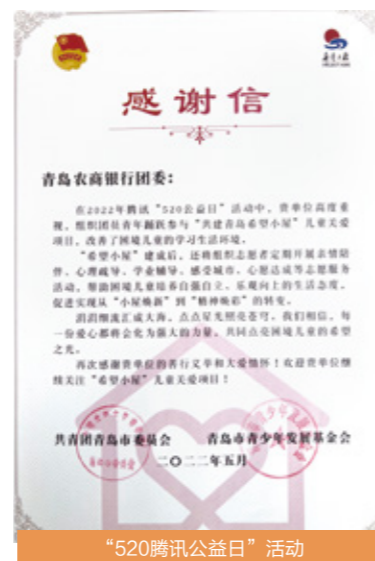 感谢信
青岛农商银行团委：
在2022年腾讯“520公益日”活动中，贵单位高度重
视，组织团员青年踊跃参与“共建青岛希望小屋”儿童关爱
项目，改善了困境儿童的学习生活环境。
“希望小屋”建成后，还将组织志愿者定期开展亲情陪
伴、心理疏导、学业辅导、感受城市、心愿达成等志愿服务
活动，帮助困境儿童培养自强自立、乐观向上的生活态度，
促进实现从“小屋焕新”到“精神焕彩”的转变。
涓涓细流汇成大海，点点星光照亮苍穹，我们相信，每
一份爱心都将会化为强大的力量，共同点亮困境儿童的希望
之光。
再次感谢贵单位的善行义举和大爱情怀！欢迎贵单位继
续关注“希望小屋”儿童关爱项目！
共青团青岛市委员会 青岛市青少年发展基金会
二〇二二年五月
“520腾讯公益日”活动